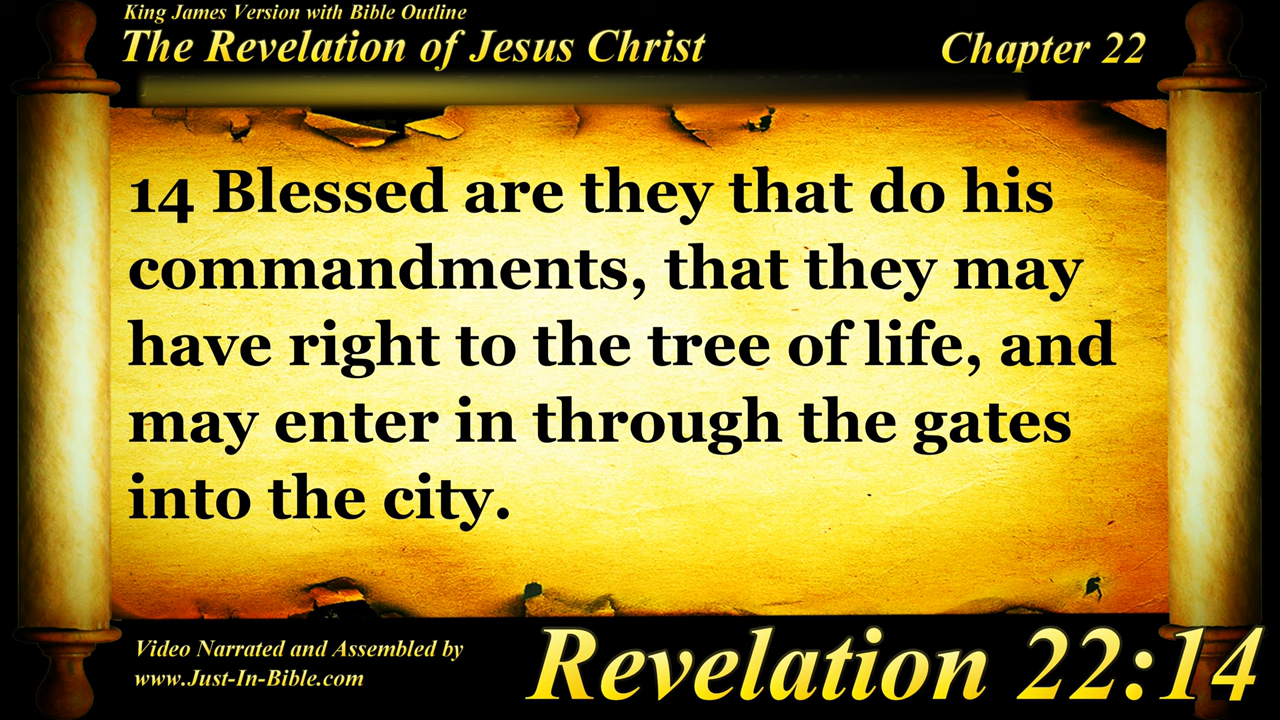 King James Version with Bible Outline
The Revelation of Jesus Christ
Chapter 22
14 Blessed are they that do his
commandments, that they may
have right to the tree of life, and
may enter in through the gates
into the city.
Video Narrated and Assembled by
www.Just-In-Bible.com
Revelation 22:14